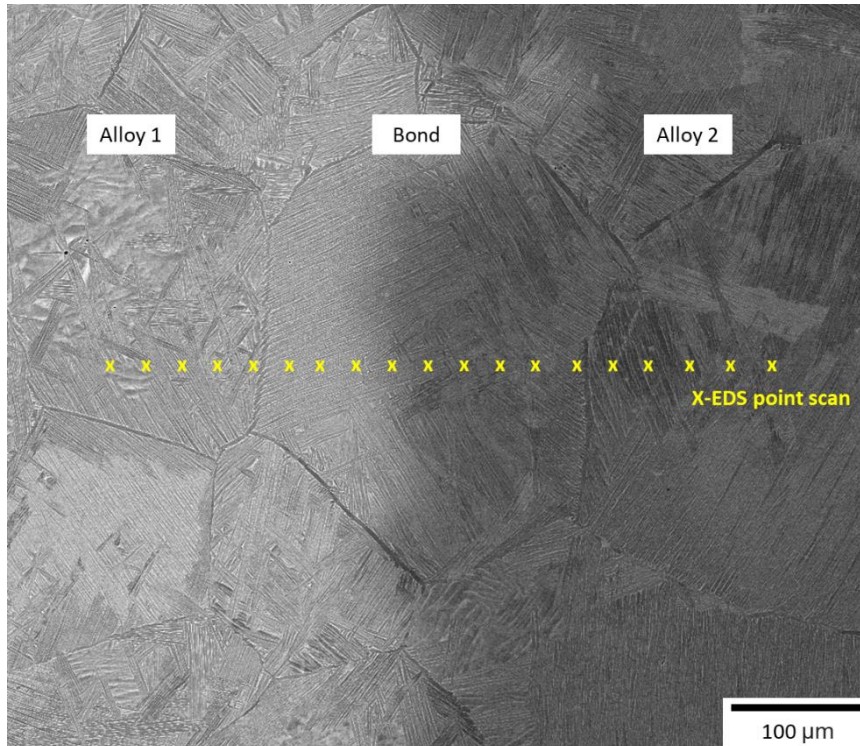 Alloy 1
Bond
Alloy 2
x x x x x x x x x x x x x x x x x x x
X-EDS point scan
100 µm